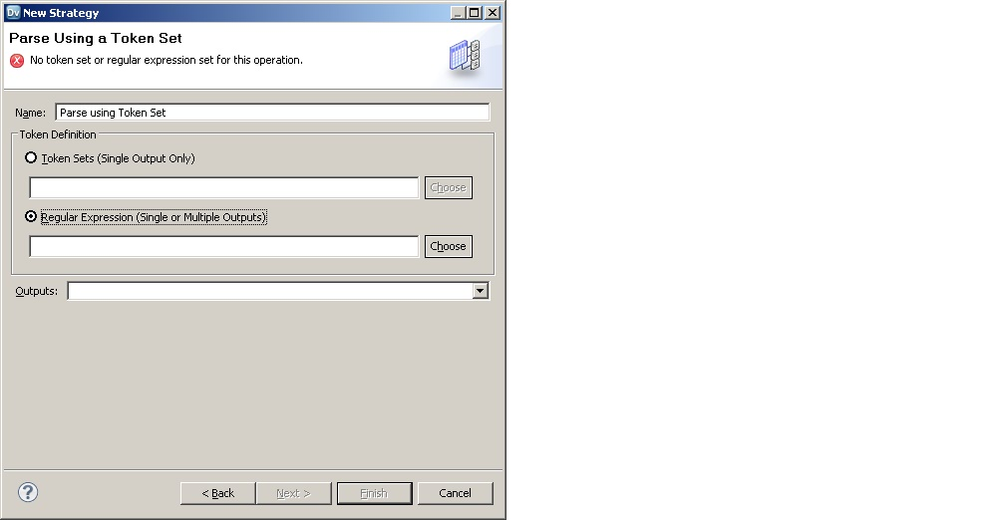 Dv New Strategy
Parse Using a Token Set
No token set or regular expression set for this operation.
Name: Parse using Token Set
Token Definition
Token Sets (Single Output Only)
Choose
Regular Expression (Single or Multiple Outputs)
Choose
Outputs:
? < Back Next > Finish Cancel